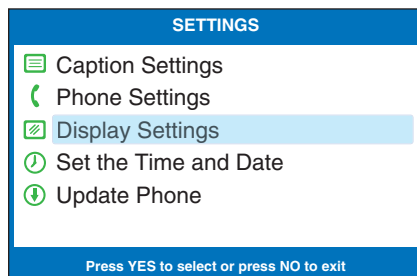 SETTINGS
Caption Settings
Phone Settings
Display Settings
Set the Time and Date
Update Phone
Press YES to select or press NO to exit